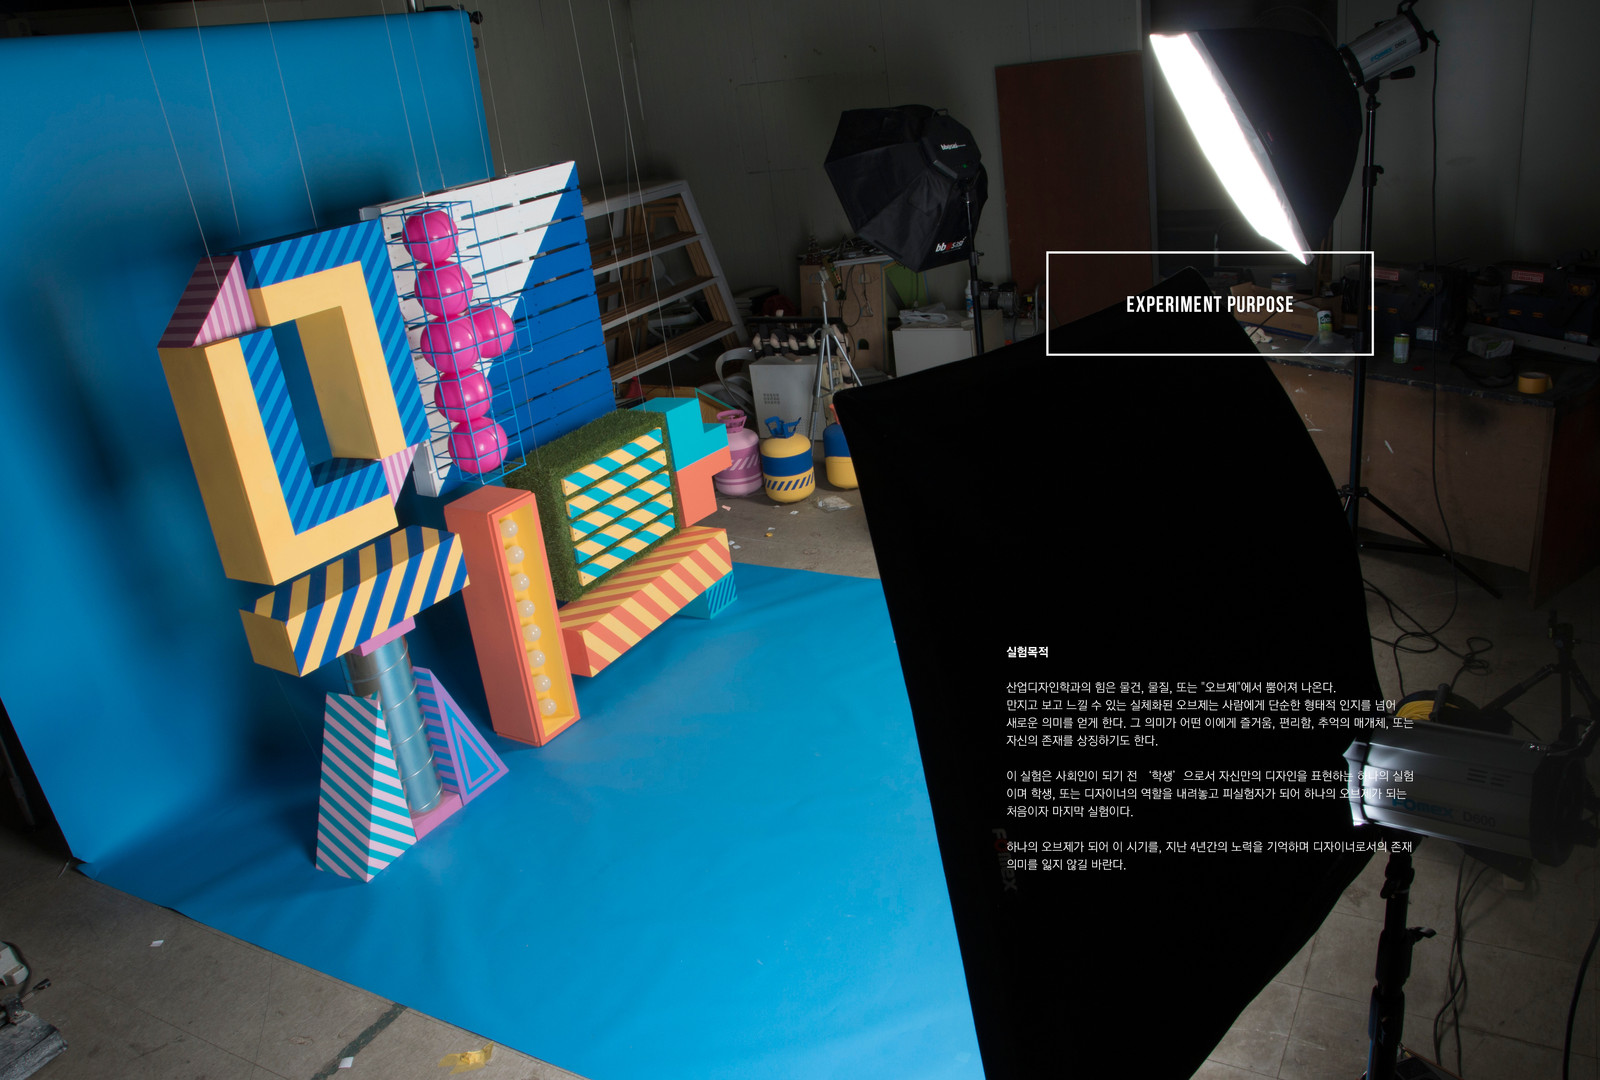 EXPERIMENT PURPOSE
실험목적
산업디자인학과의 힘은 물건, 물질, 또는 "오브제"에서 뿜어져 나온다.
만지고 보고 느낄 수 있는 실체화된 오브제는 사람에게 단순한 형태적 인지를 넘어
새로운 의미를 얻게 한다. 그 의미가 어떤 이에게 즐거움, 편리함, 추억의 매개체, 또는
자신의 존재를 상징하기도 한다.
이 실험은 사회인이 되기 전 ‘학생’으로서 자신만의 디자인을 표현하는 하나의 실험
이며 학생, 또는 디자이너의 역할을 내려놓고 피실험자가 되어 하나의 오브제가 되는
처음이자 마지막 실험이다.
하나의 오브제가 되어 이 시기를, 지난 4년간의 노력을 기억하며 디자이너로서의 존재
의미를 잃지 않길 바란다.
FOMEX D600
FOMEX